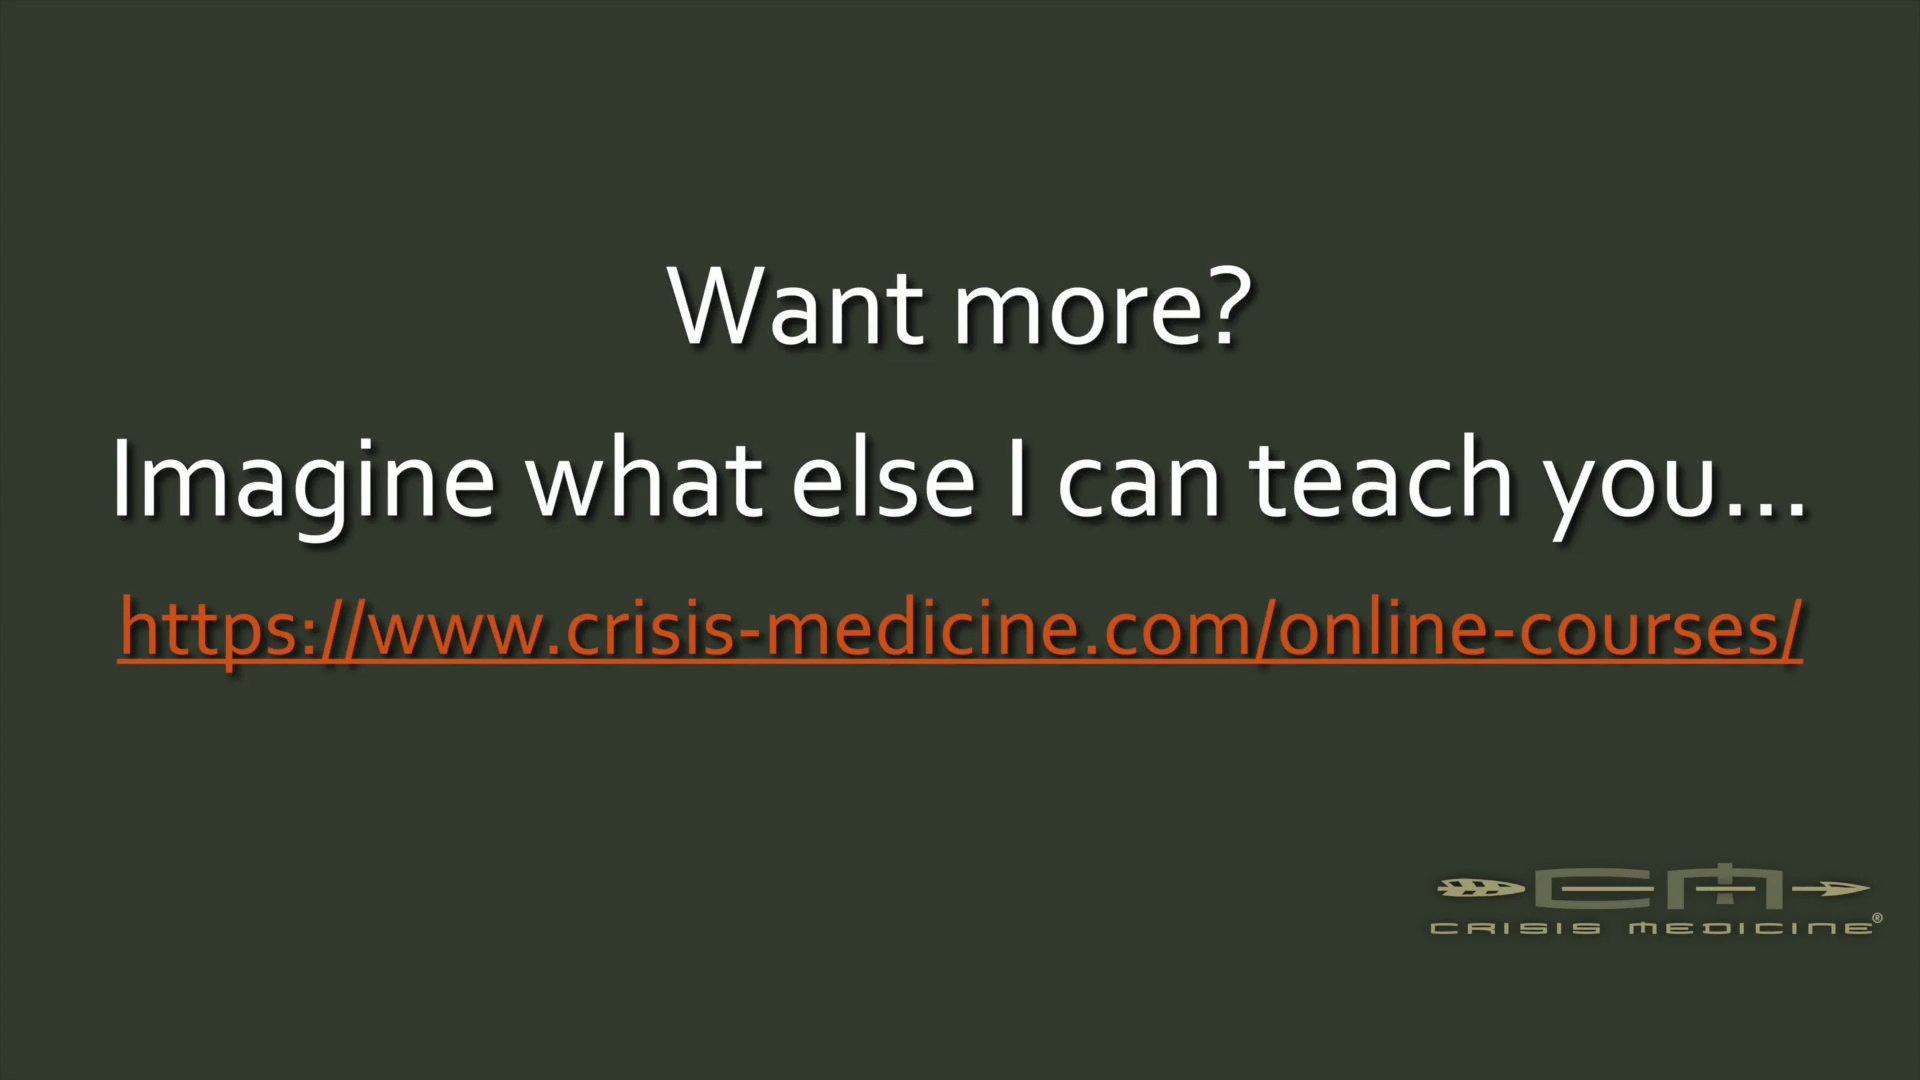 Want more?
Imagine what else I can teach you...
https://www.crisis-medicine.com/online-courses/
CM
CRISIS MEDICINE®